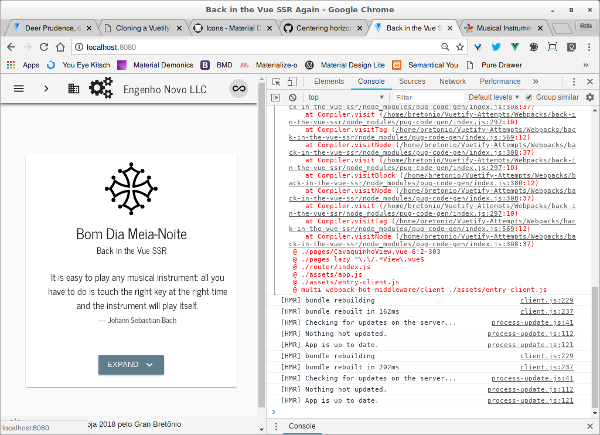 Back in the Vue SSR Again - Google Chrome
Deer Prudence, o
Cloning a Vuetify
Icons - Material D
Centering horizon
Back in the Vue S
Musical Instrumen
localhost:8080
Apps
You Eye Kitsch
Material Demonics
BMD
Materialize-o
Material Design Lite
Semantical You
Pure Drawer
Engenho Novo LLC
Bom Dia Meia-Noite
Back in the Vue SSR
It is easy to play any musical instrument: all you
have to do is touch the right key at the right time
and the instrument will play itself.
— Johann Sebastian Bach
EXPAND
localhost:8080
oja 2018 pelo Gran Bretônio
Elements Console Network Performance »
top Filter Default levels Group similar
ck-in-the-vue-ssr/node_modules/pug-code-gen/index.js:308:37)
at Compiler.visit (/home/bretonio/Vuetify-Attempts/Webpacks/back-i
n-the-vue-ssr/node_modules/pug-code-gen/index.js:297:10)
at Compiler.visitTag (/home/bretonio/Vuetify-Attempts/Webpacks/bac
k-in-the-vue-ssr/node_modules/pug-code-gen/index.js:569:12)
at Compiler.visitNode (/home/bretonio/Vuetify-Attempts/Webpacks/ba
ck-in-the-vue-ssr/node_modules/pug-code-gen/index.js:308:37)
at Compiler.visit (/home/bretonio/Vuetify-Attempts/Webpacks/back-i
n-the-vue-ssr/node_modules/pug-code-gen/index.js:297:10)
at Compiler.visitBlock (/home/bretonio/Vuetify-Attempts/Webpacks/b
ack-in-the-vue-ssr/node_modules/pug-code-gen/index.js:380:12)
at Compiler.visitNode (/home/bretonio/Vuetify-Attempts/Webpacks/ba
ck-in-the-vue-ssr/node_modules/pug-code-gen/index.js:308:37)
at Compiler.visit (/home/bretonio/Vuetify-Attempts/Webpacks/back-i
n-the-vue-ssr/node_modules/pug-code-gen/index.js:297:10)
at Compiler.visitTag (/home/bretonio/Vuetify-Attempts/Webpacks/bac
k-in-the-vue-ssr/node_modules/pug-code-gen/index.js:569:12)
at Compiler.visitNode (/home/bretonio/Vuetify-Attempts/Webpacks/ba
ck-in-the-vue-ssr/node_modules/pug-code-gen/index.js:308:37)
@ ./pages/CavaquinhoView.vue 6:2-303
@ ./pages lazy ^\.\/.*View\.vue$
@ ./router/index.js
@ ./assets/app.js
@ ./assets/entry-client.js
@ multi webpack-hot-middleware/client ./assets/entry-client.js
[HMR] bundle rebuilding client.js:229
[HMR] bundle rebuilt in 162ms client.js:237
[HMR] Checking for updates on the server... process-update.js:41
[HMR] Nothing hot updated. process-update.js:112
[HMR] App is up to date. process-update.js:121
[HMR] bundle rebuilding client.js:229
[HMR] bundle rebuilt in 202ms client.js:237
[HMR] Checking for updates on the server... process-update.js:41
[HMR] Nothing hot updated. process-update.js:112
[HMR] App is up to date. process-update.js:121
Console